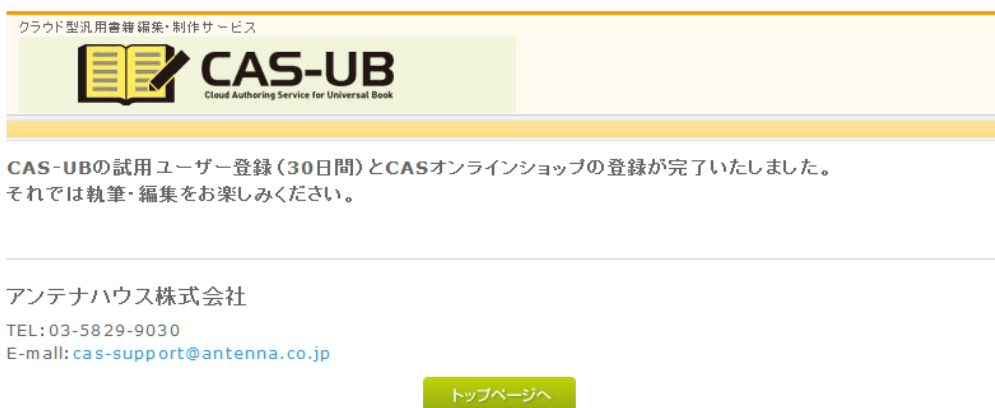 クラウド型汎用書籍編集・制作サービス
CAS-UB
Cloud Authoring Service for Universal Book
CAS-UBの試用ユーザー登録（30日間）とCASオンラインショップの登録が完了いたしました。
それでは執筆・編集をお楽しみください。
アンテナハウス株式会社
TEL:03-5829-9030
E-mall:cas-support@antenna.co.jp
トップページへ